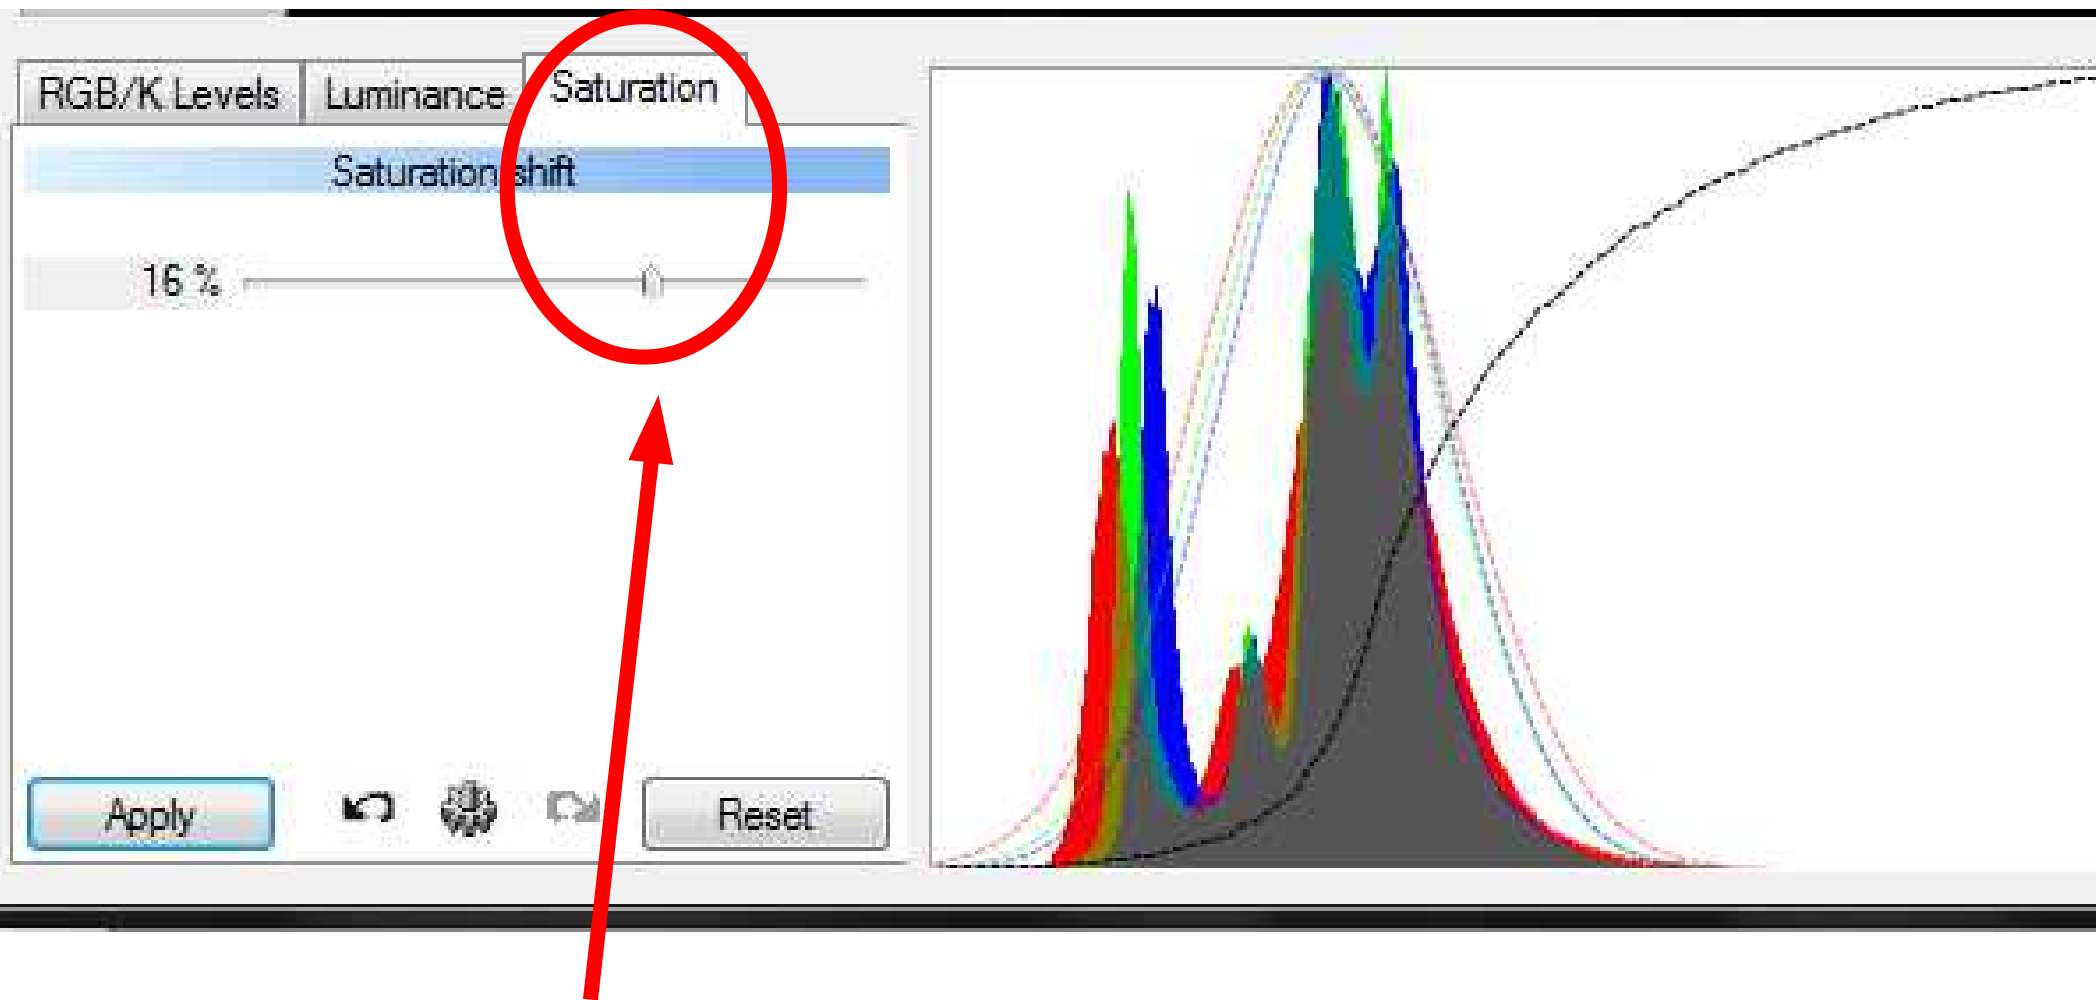 RGB/K Levels
Luminance
Saturation
Saturation shift
16 %
Apply
Reset